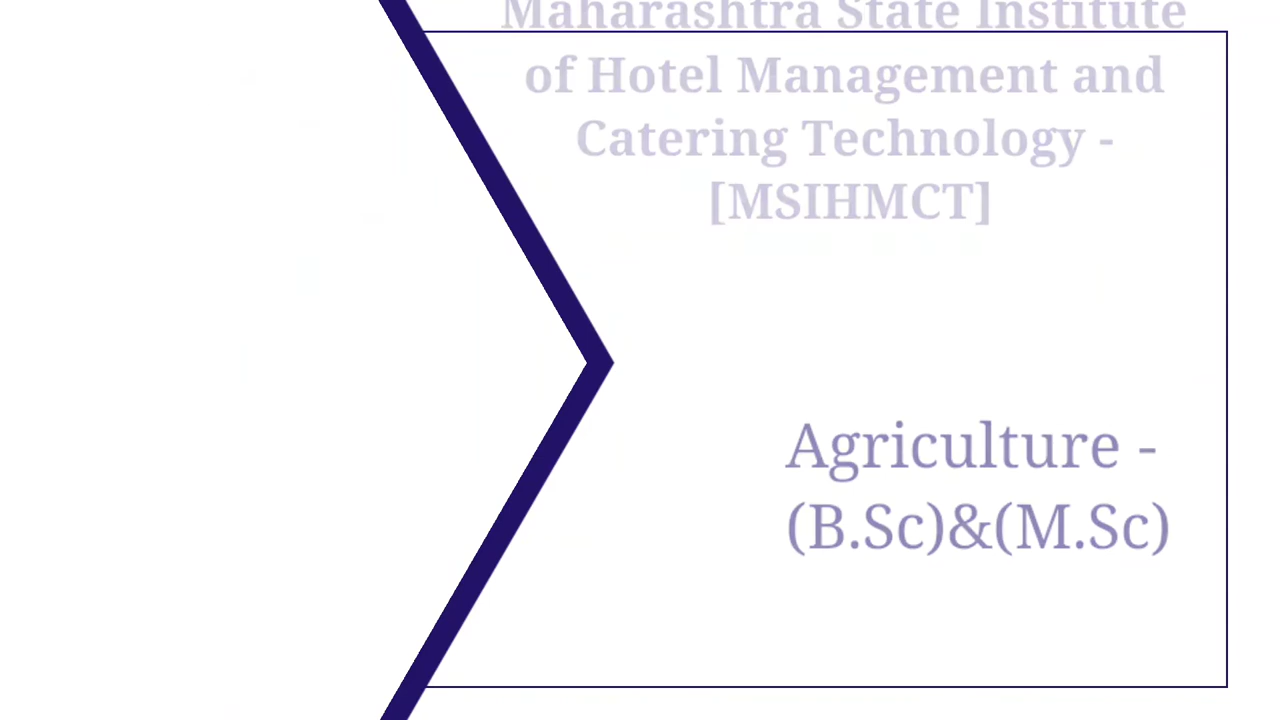 Maharashtra State Institute
of Hotel Management and
Catering Technology -
[MSIHMCT]
Agriculture -
(B.Sc)&(M.Sc)